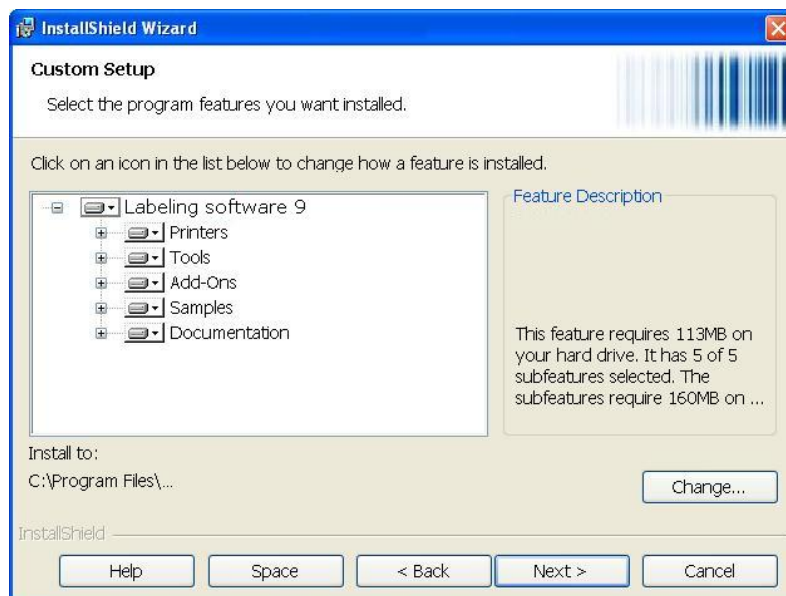 InstallShield Wizard
Custom Setup
Select the program features you want installed.
Click on an icon in the list below to change how a feature is installed.
Labeling software 9
Printers
Tools
Add-Ons
Samples
Documentation
Feature Description
This feature requires 113MB on
your hard drive. It has 5 of 5
subfeatures selected. The
subfeatures require 160MB on ...
Install to:
C:\Program Files\...
Change...
InstallShield
Help
Space
< Back
Next >
Cancel